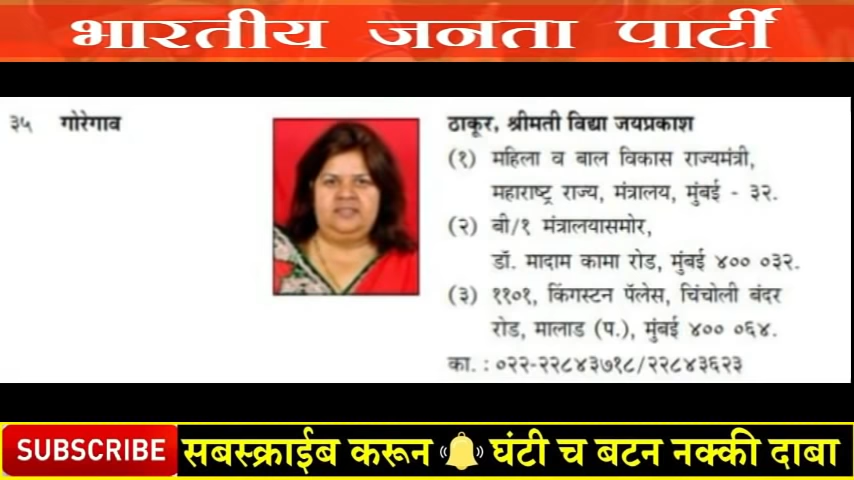 भारतीय जनता पार्टी
३५ गोरेगाव
ठाकूर, श्रीमती विद्या जयप्रकाश
(१) महिला व बाल विकास राज्यमंत्री,
महाराष्ट्र राज्य, मंत्रालय, मुंबई - ३२.
(२) बी/१ मंत्रालयासमोर,
डॉ. मादाम कामा रोड, मुंबई ४०० ०३२.
(३) ११०१, किंगस्टन पॅलेस, चिंचोली बंदर
रोड, मालाड (प.), मुंबई ४०० ०६४.
का. : ०२२-२२८४३७१८/२२८४३६२३
SUBSCRIBE सबस्क्राईब करून घंटी च बटन नक्की दाबा